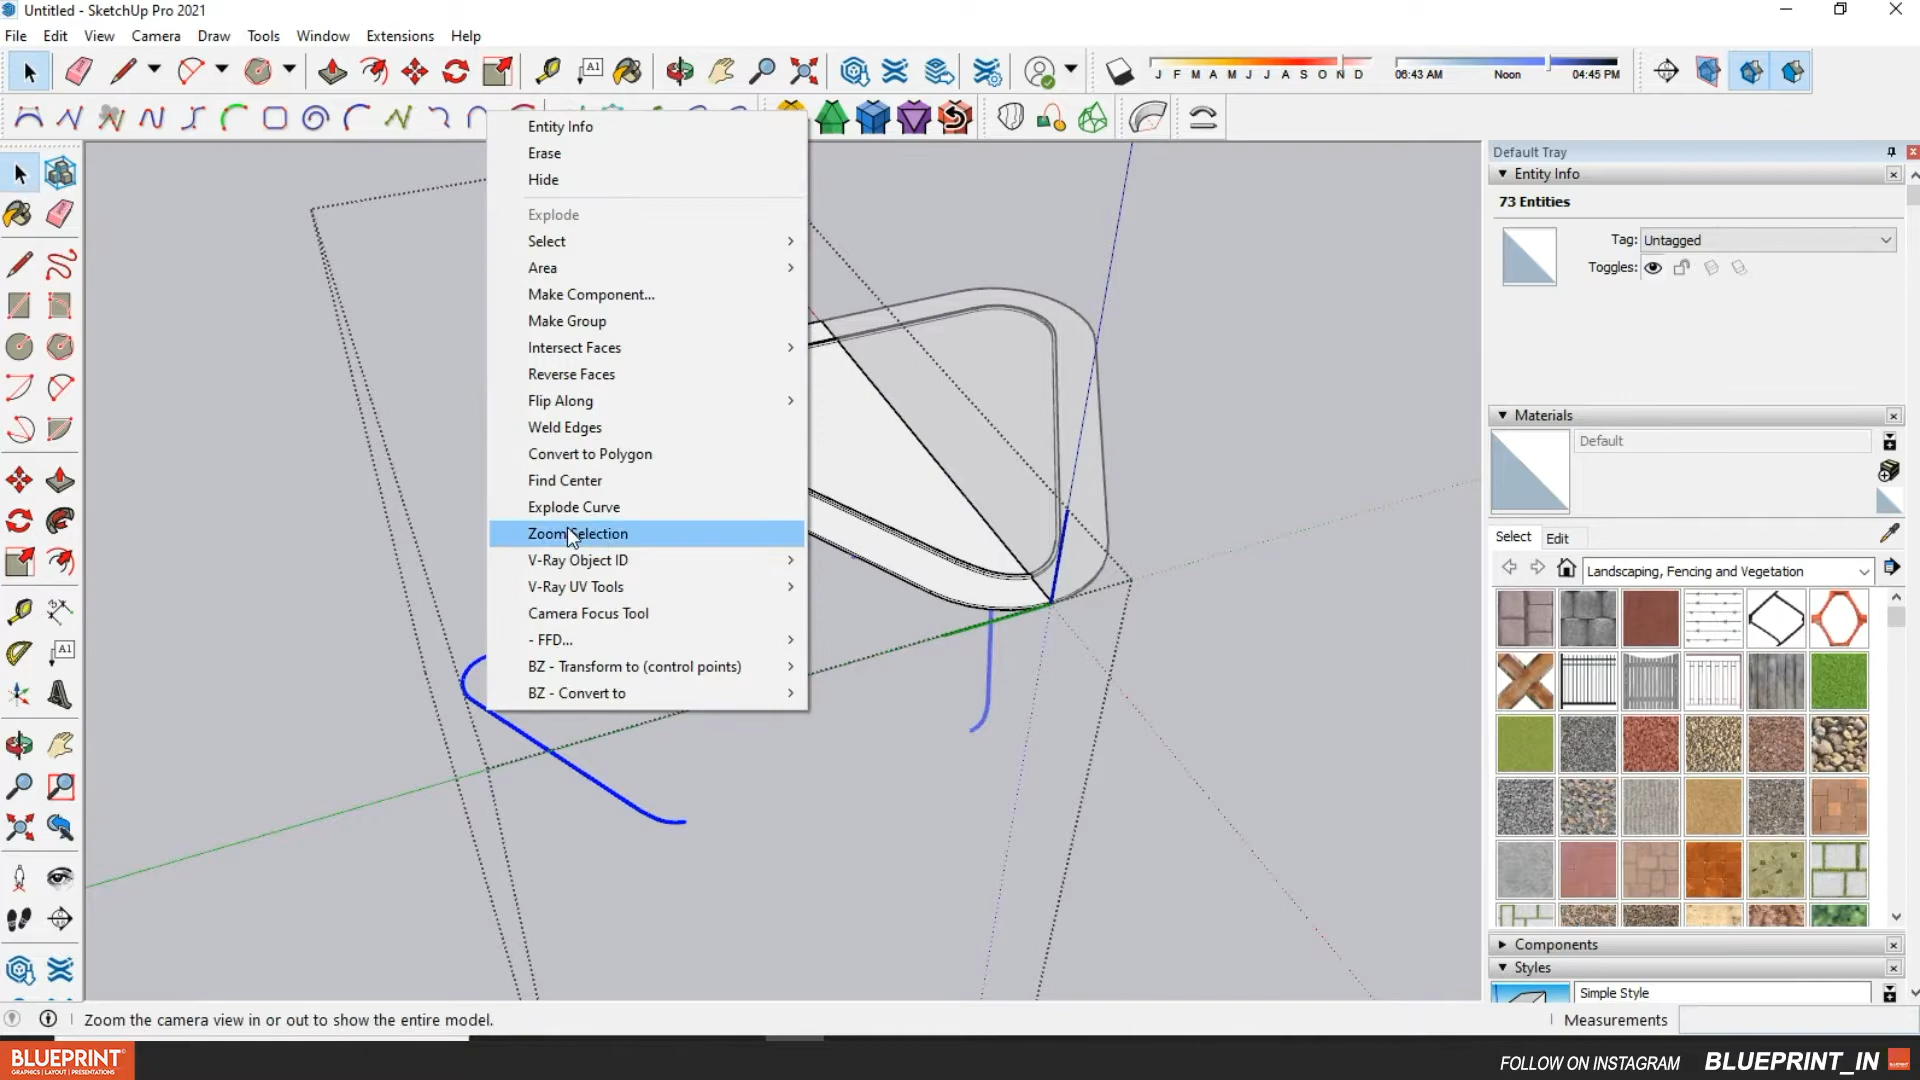 Untitled - SketchUp Pro 2021
File Edit View Camera Draw Tools Window Extensions Help
A1
J F M A M J J A S O N D
06:43 AM Noon 04:45 PM
Entity Info
Erase
Hide
Explode
Select
Area
Make Component...
Make Group
Intersect Faces
Reverse Faces
Flip Along
Weld Edges
Convert to Polygon
Find Center
Explode Curve
Zoom Selection
V-Ray Object ID
V-Ray UV Tools
Camera Focus Tool
- FFD...
BZ - Transform to (control points)
BZ - Convert to
A1
Default Tray
Entity Info
73 Entities
Tag: Untagged
Toggles:
Materials
Default
Select Edit
Landscaping, Fencing and Vegetation
Components
Styles
Simple Style
Zoom the camera view in or out to show the entire model.
Measurements
BLUEPRINT
GRAPHICS | LAYOUT | PRESENTATIONS
FOLLOW ON INSTAGRAM BLUEPRINT_IN